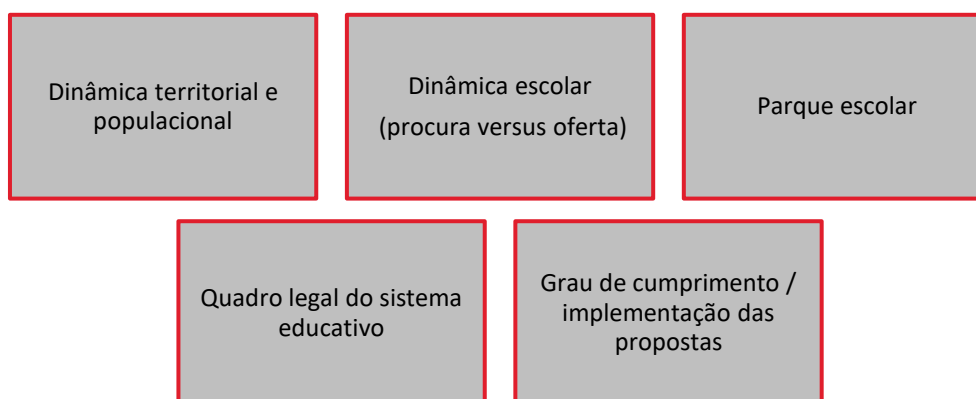 Dinâmica territorial e
populacional
Dinâmica escolar
(procura versus oferta)
Parque escolar
Quadro legal do sistema
educativo
Grau de cumprimento /
implementação das
propostas